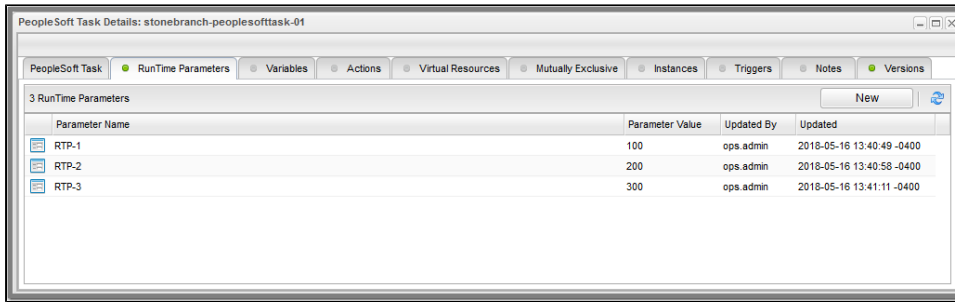 PeopleSoft Task Details: stonebranch-peoplesofttask-01
PeopleSoft Task RunTime Parameters Variables Actions Virtual Resources Mutually Exclusive Instances Triggers Notes Versions
3 RunTime Parameters New
Parameter Name Parameter Value Updated By Updated
RTP-1 100 ops.admin 2018-05-16 13:40:49 -0400
RTP-2 200 ops.admin 2018-05-16 13:40:58 -0400
RTP-3 300 ops.admin 2018-05-16 13:41:11 -0400